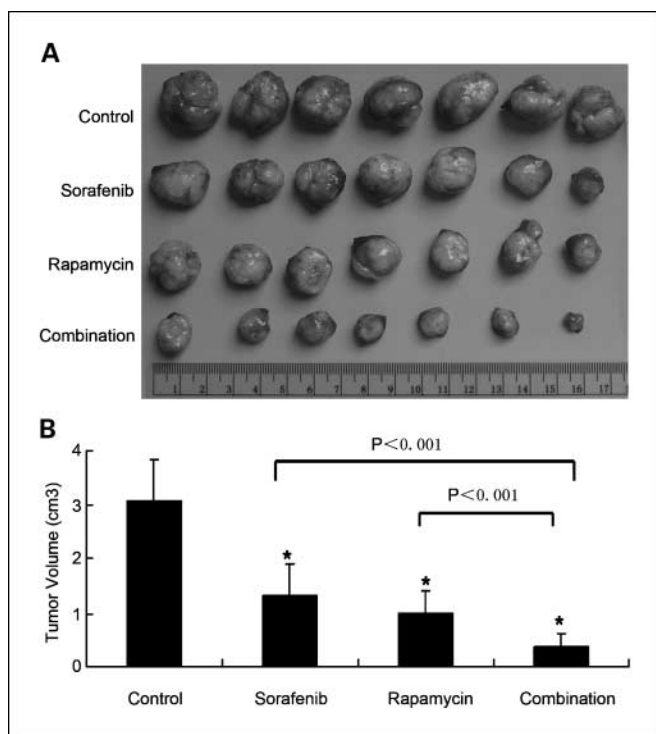 A
Control
Sorafenib
Rapamycin
Combination
1 2 3 4 5 6 7 8 9 10 11 12 13 14 15 16 17
B
P<0.001
P<0.001
Tumor Volume (cm3)
4
3
2
1
0
*
*
*
Control Sorafenib Rapamycin Combination